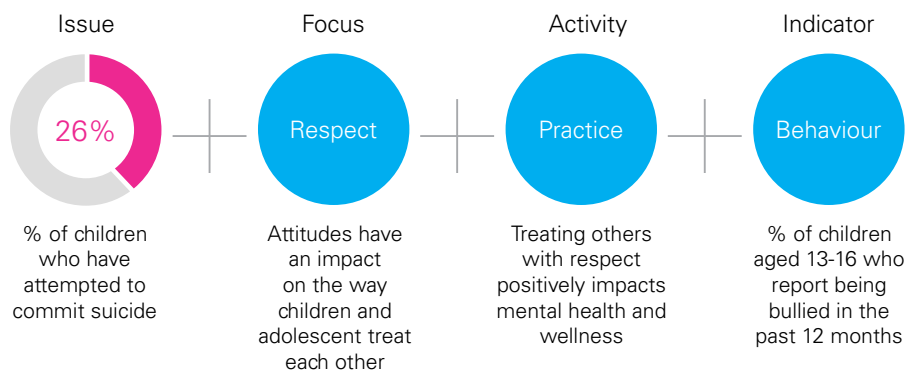 Issue
Focus
Activity
Indicator
26%
Respect
Practice
Behaviour
% of children
who have
attempted to
commit suicide
Attitudes have
an impact
on the way
children and
adolescent treat
each other
Treating others
with respect
positively impacts
mental health and
wellness
% of children
aged 13-16 who
report being
bullied in the
past 12 months